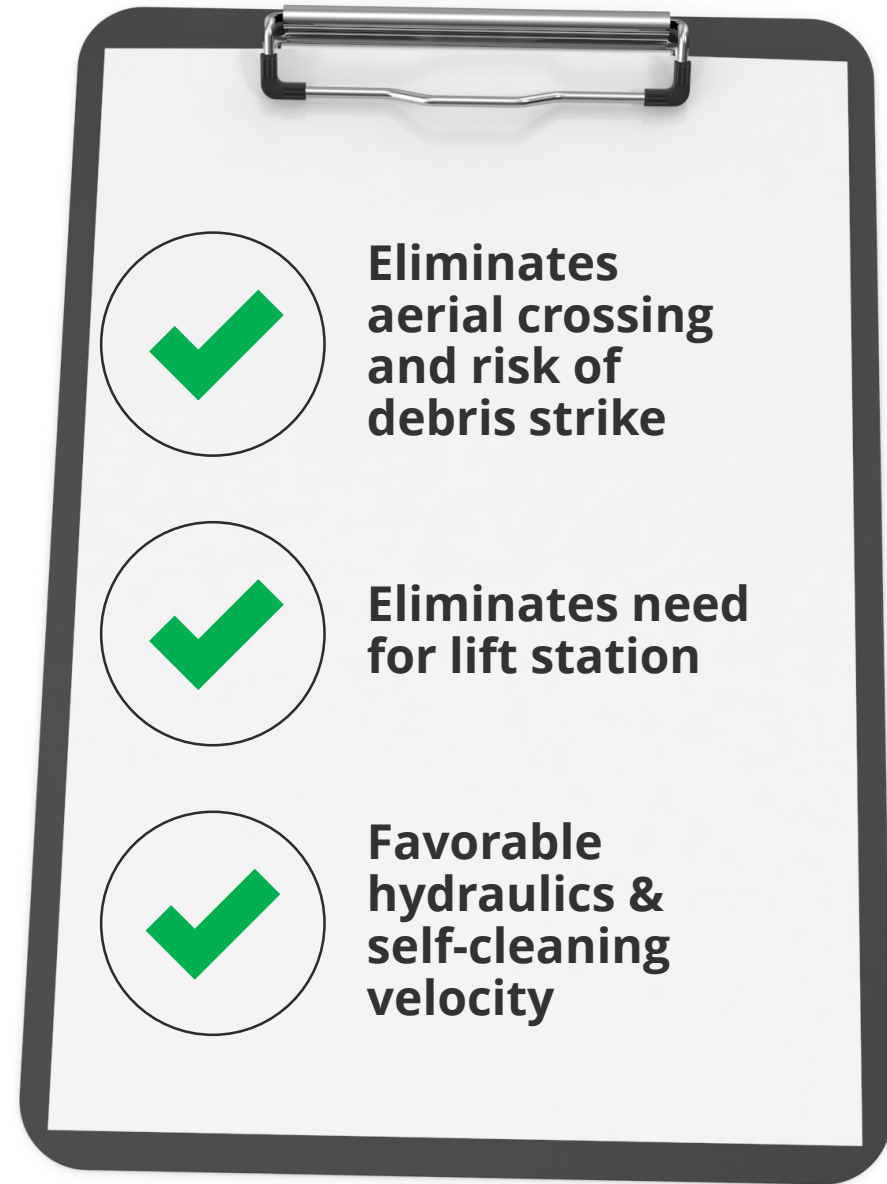 Eliminates
aerial crossing
and risk of
debris strike
Eliminates need
for lift station
Favorable
hydraulics &
self-cleaning
velocity